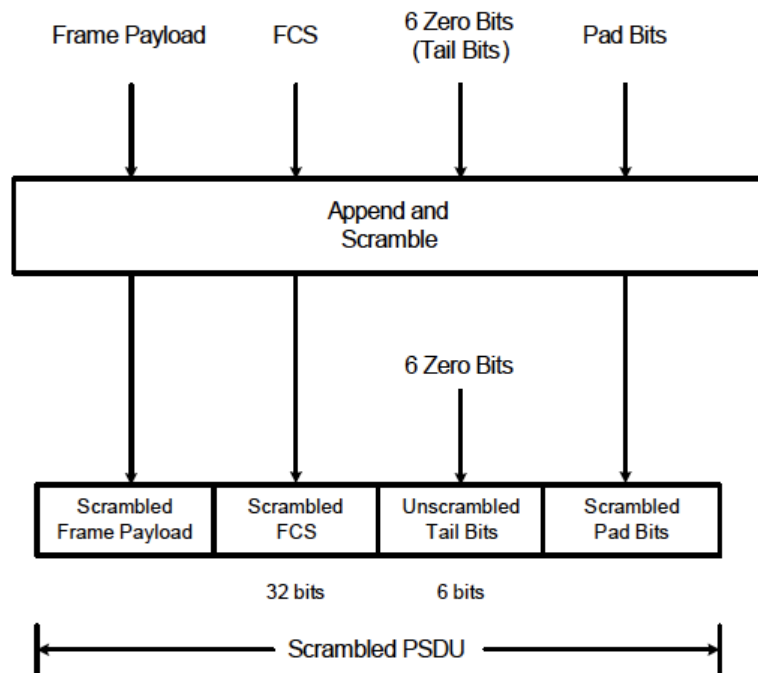 Frame Payload
FCS
6 Zero Bits
(Tail Bits)
Pad Bits
Append and
Scramble
6 Zero Bits
Scrambled
Frame Payload
Scrambled
FCS
Unscrambled
Tail Bits
Scrambled
Pad Bits
32 bits
6 bits
Scrambled PSDU